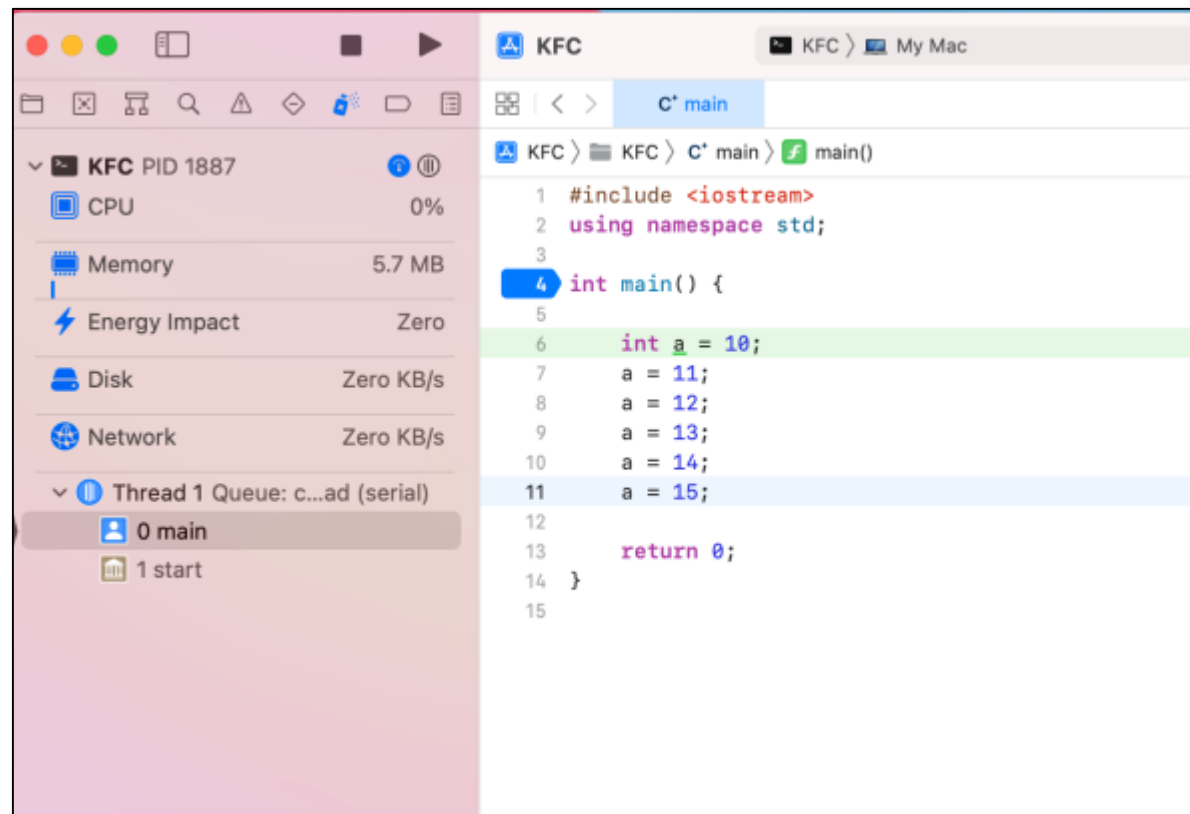 KFC
KFC 〉 My Mac
C+ main
KFC PID 1887
CPU 0%
Memory 5.7 MB
Energy Impact Zero
Disk Zero KB/s
Network Zero KB/s
Thread 1 Queue: c...ad (serial)
0 main
1 start
KFC 〉 KFC 〉 C+ main 〉 f main()
1 #include <iostream>
2 using namespace std;
3
4 int main() {
5
6 int a = 10;
7 a = 11;
8 a = 12;
9 a = 13;
10 a = 14;
11 a = 15;
12
13 return 0;
14 }
15